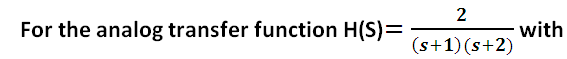 For the analog transfer function H(S)= 2/((s+1)(s+2)) with